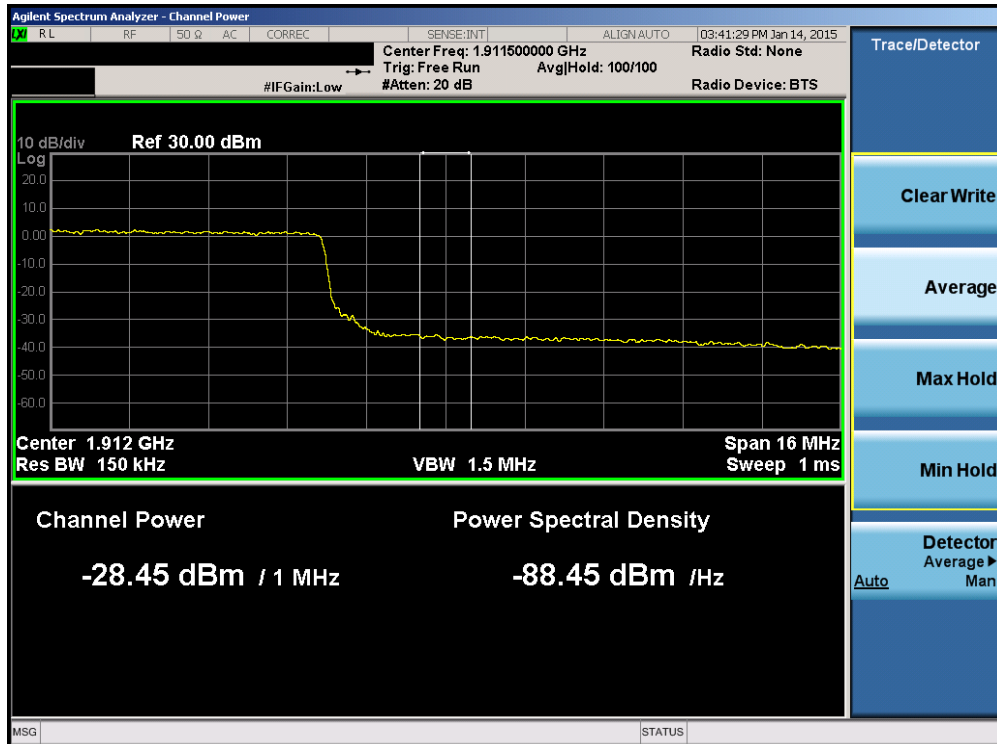 Agilent Spectrum Analyzer - Channel Power
LXI RL RF 50 Ω AC CORREC SENSE:INT ALIGN AUTO 03:41:29 PM Jan 14, 2015
Center Freq: 1.911500000 GHz Radio Std: None
Trig: Free Run Avg|Hold: 100/100
#IFGain:Low #Atten: 20 dB Radio Device: BTS
10 dB/div Ref 30.00 dBm
Log
20.0
10.0
0.00
-10.0
-20.0
-30.0
-40.0
-50.0
-60.0
Center 1.912 GHz Span 16 MHz
Res BW 150 kHz VBW 1.5 MHz Sweep 1 ms
Channel Power Power Spectral Density
-28.45 dBm / 1 MHz -88.45 dBm /Hz
Trace/Detector
Clear Write
Average
Max Hold
Min Hold
Detector
Average
Auto Man
MSG STATUS